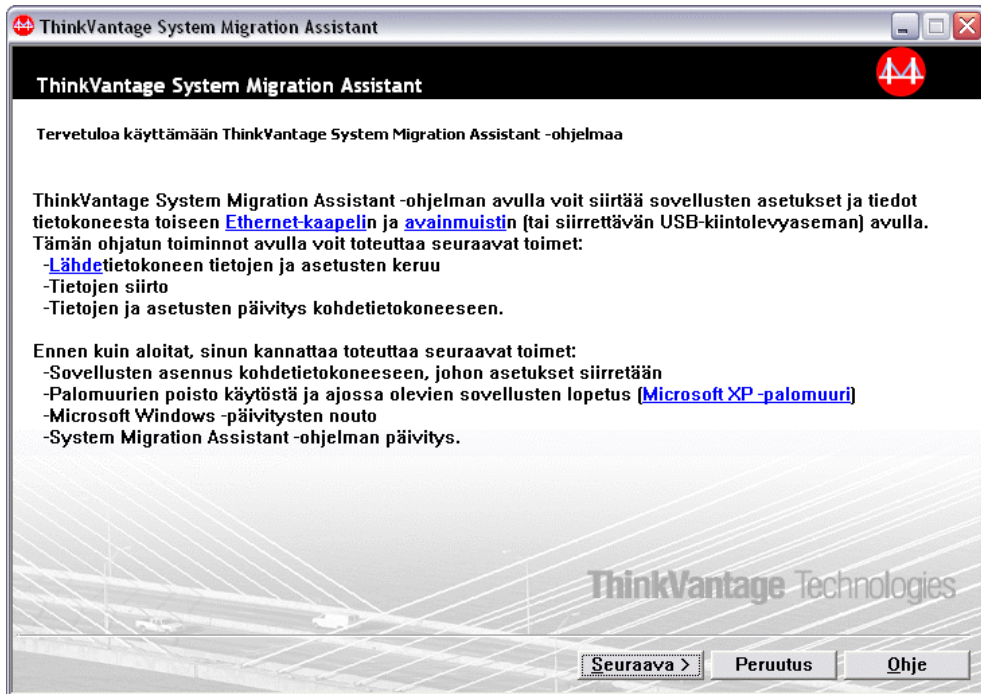 ThinkVantage System Migration Assistant
ThinkVantage System Migration Assistant
Tervetuloa käyttämään ThinkVantage System Migration Assistant -ohjelmaa
ThinkVantage System Migration Assistant -ohjelman avulla voit siirtää sovellusten asetukset ja tiedot
tietokoneesta toiseen Ethernet-kaapelin ja avainmuistin (tai siirrettävän USB-kiintolevyaseman) avulla.
Tämän ohjatun toiminnot avulla voit toteuttaa seuraavat toimet:
-Lähdetietokoneen tietojen ja asetusten keruu
-Tietojen siirto
-Tietojen ja asetusten päivitys kohdetietokoneeseen.
Ennen kuin aloitat, sinun kannattaa toteuttaa seuraavat toimet:
-Sovellusten asennus kohdetietokoneeseen, johon asetukset siirretään
-Palomuurien poisto käytöstä ja ajossa olevien sovellusten lopetus (Microsoft XP -palomuuri)
-Microsoft Windows -päivitysten nouto
-System Migration Assistant -ohjelman päivitys.
ThinkVantage Technologies
Seuraava > Peruutus Ohje